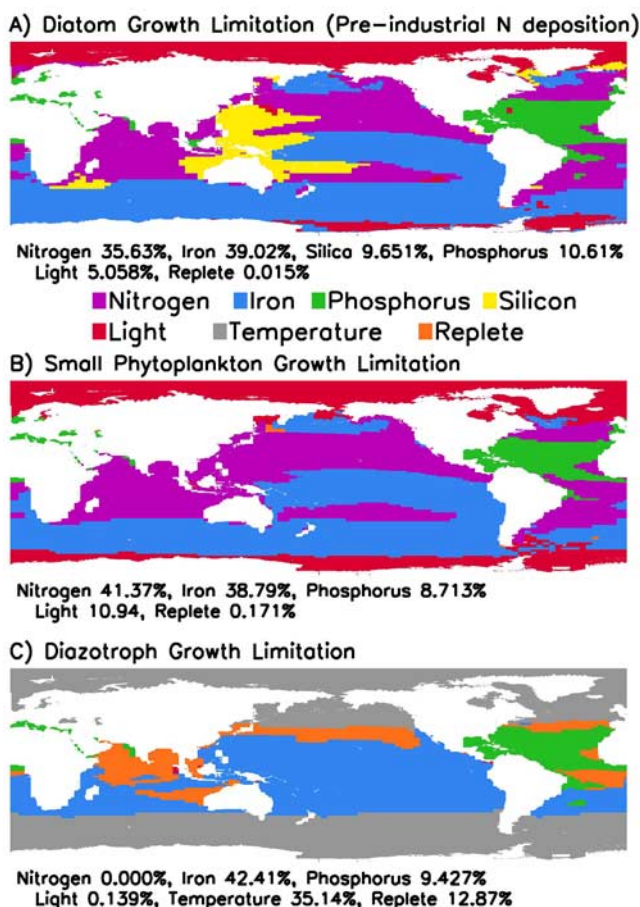 A) Diatom Growth Limitation (Pre-industrial N deposition)
Nitrogen 35.63%, Iron 39.02%, Silica 9.651%, Phosphorus 10.61%
Light 5.058%, Replete 0.015%
Nitrogen Iron Phosphorus Silicon
Light Temperature Replete
B) Small Phytoplankton Growth Limitation
Nitrogen 41.37%, Iron 38.79%, Phosphorus 8.713%
Light 10.94, Replete 0.171%
C) Diazotroph Growth Limitation
Nitrogen 0.000%, Iron 42.41%, Phosphorus 9.427%
Light 0.139%, Temperature 35.14%, Replete 12.87%